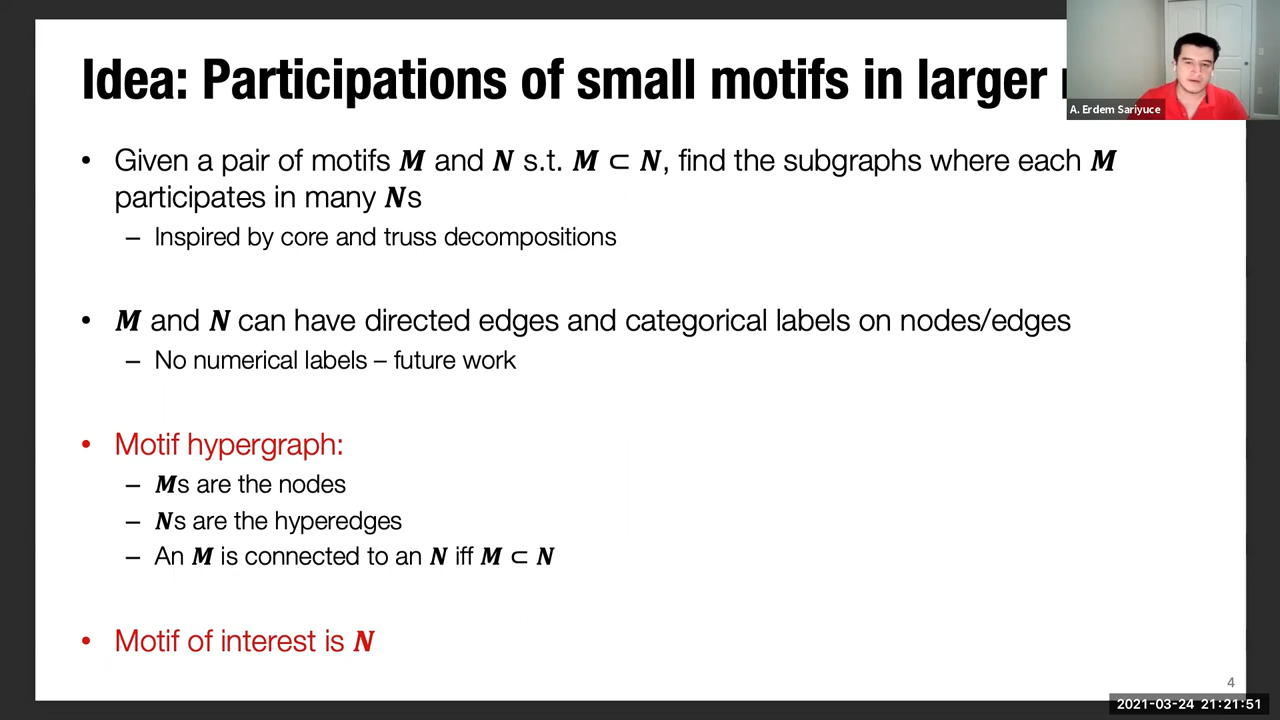 Idea: Participations of small motifs in larger
A. Erdem Sariyuce
• Given a pair of motifs M and N s.t. M ⊂ N, find the subgraphs where each M
participates in many Ns
– Inspired by core and truss decompositions
• M and N can have directed edges and categorical labels on nodes/edges
– No numerical labels – future work
• Motif hypergraph:
– Ms are the nodes
– Ns are the hyperedges
– An M is connected to an N iff M ⊂ N
• Motif of interest is N
4
2021-03-24 21:21:51